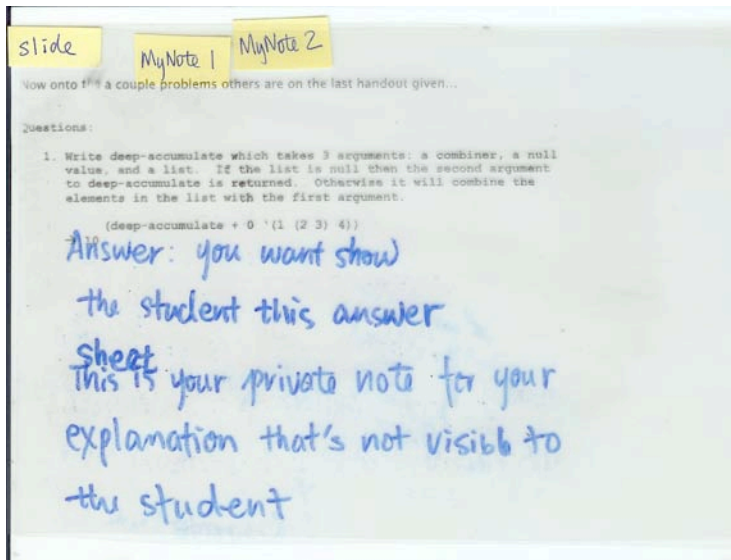 slide
MyNote 1
MyNote 2
Now onto a couple problems others are on the last handout given...
Questions:
1. Write deep-accumulate which takes 3 arguments: a combiner, a null
value, and a list. If the list is null then the second argument
to deep-accumulate is returned. Otherwise it will combine the
elements in the list with the first argument.
(deep-accumulate + 0 '(1 (2 3) 4))
10
Answer: you want show
the student this answer
sheet
This is your private note for your
explanation that's not visible to
the student